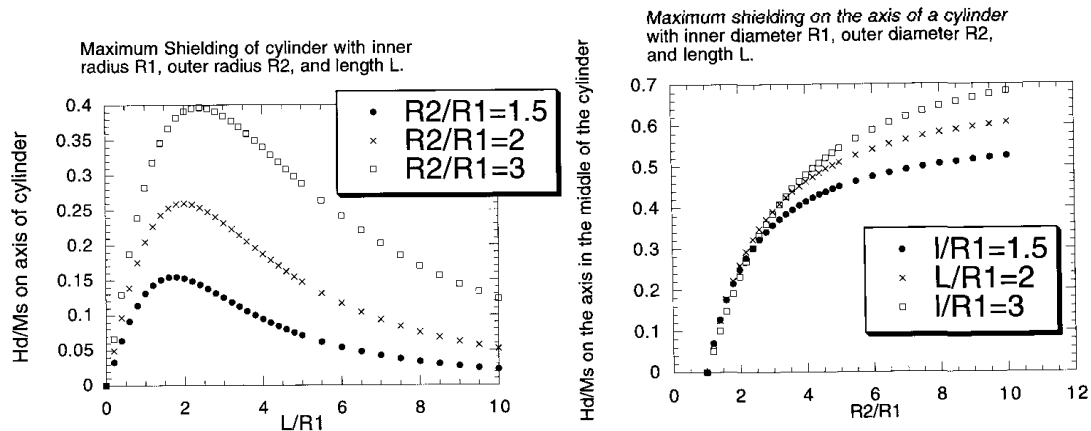 Maximum Shielding of cylinder with inner
radius R1, outer radius R2, and length L.
Hd/Ms on axis of cylinder
0.4
0.35
0.3
0.25
0.2
0.15
0.1
0.05
0
R2/R1=1.5
R2/R1=2
R2/R1=3
0 2 4 6 8 10
L/R1
Maximum shielding on the axis of a cylinder
with inner diameter R1, outer diameter R2,
and length L.
Hd/Ms on the axis in the middle of the cylinder
0.7
0.6
0.5
0.4
0.3
0.2
0.1
0
l/R1=1.5
L/R1=2
l/R1=3
0 2 4 6 8 10 12
R2/R1